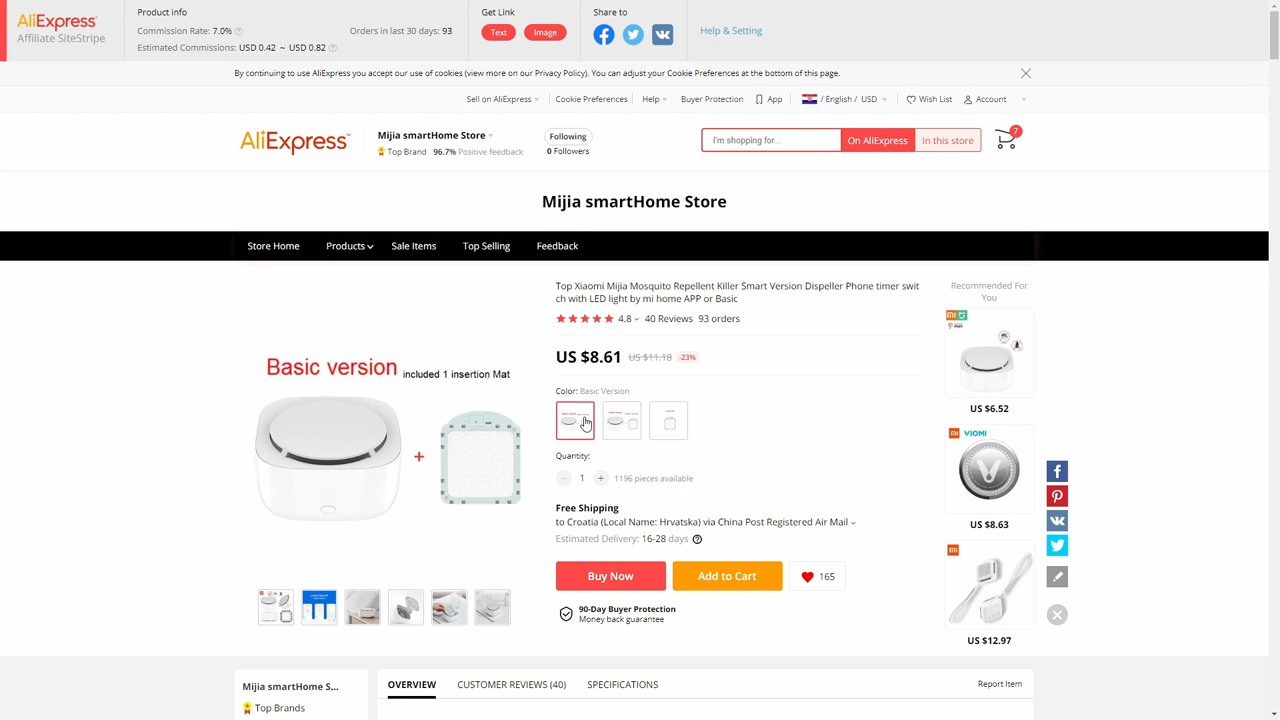 AliExpress
Affiliate SiteStripe
Product info
Commission Rate: 7.0%
Orders in last 30 days: 93
Estimated Commissions: USD 0.42 ~ USD 0.82
Get Link
Text
Image
Share to
Help & Setting
By continuing to use AliExpress you accept our use of cookies (view more on our Privacy Policy). You can adjust your Cookie Preferences at the bottom of this page.
Sell on AliExpress
Cookie Preferences
Help
Buyer Protection
App
/ English / USD
Wish List
Account
AliExpress™
Mijia smartHome Store
Top Brand 96.7% Positive feedback
Following
0 Followers
I'm shopping for...
On AliExpress
In this store
7
Mijia smartHome Store
Store Home
Products
Sale Items
Top Selling
Feedback
Basic version included 1 insertion Mat
+
Top Xiaomi Mijia Mosquito Repellent Killer Smart Version Dispeller Phone timer swit
ch with LED light by mi home APP or Basic
4.8 40 Reviews 93 orders
US $8.61 US $11.18 -23%
Color: Basic Version
Quantity:
1
1196 pieces available
Free Shipping
to Croatia (Local Name: Hrvatska) via China Post Registered Air Mail
Estimated Delivery: 16-28 days
Buy Now
Add to Cart
165
90-Day Buyer Protection
Money back guarantee
Recommended For
You
US $6.52
VIOMI
US $8.63
US $12.97
Mijia smartHome S...
Top Brands
OVERVIEW
CUSTOMER REVIEWS (40)
SPECIFICATIONS
Report Item